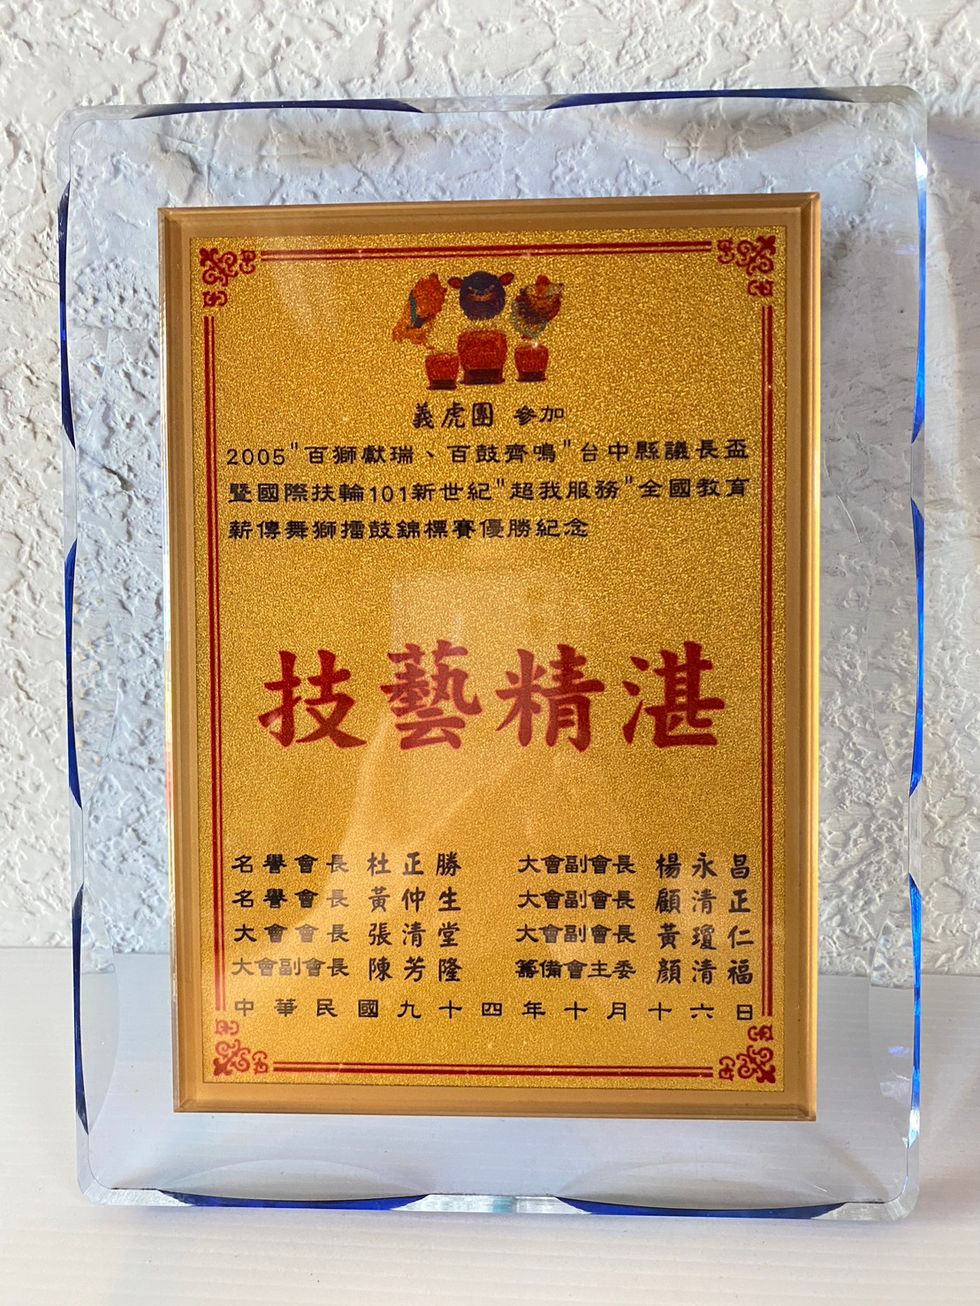 義虎團 參加
2005"百獅獻瑞、百鼓齊鳴"台中縣議長盃
暨國際扶輪101新世紀"超我服務"全國教育
薪傳舞獅擂鼓錦標賽優勝紀念
技藝精湛
名譽會長 杜正勝 大會副會長 楊永昌
名譽會長 黃仲生 大會副會長 顧清正
大會會長 張清堂 大會副會長 黃瓊仁
大會副會長 陳芳隆 籌備會主委 顏清福
中華民國九十四年十月十六日